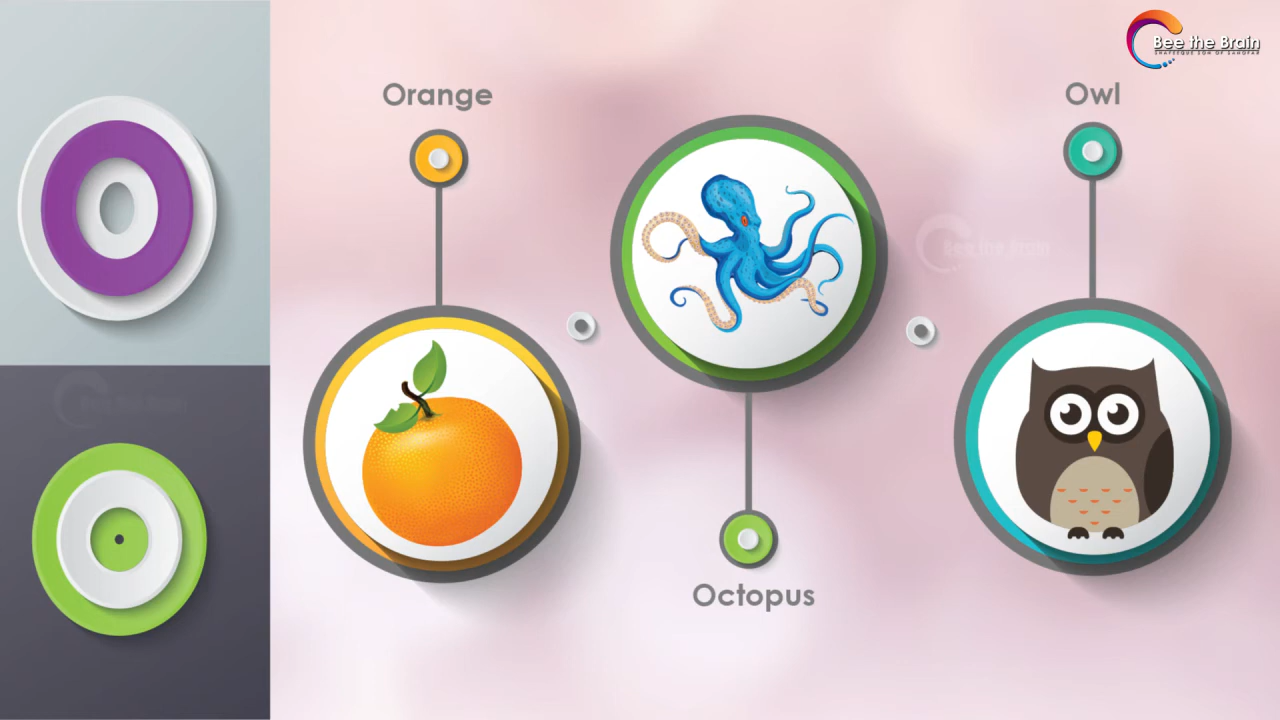 Bee the Brain
Orange
Owl
O
o
Octopus